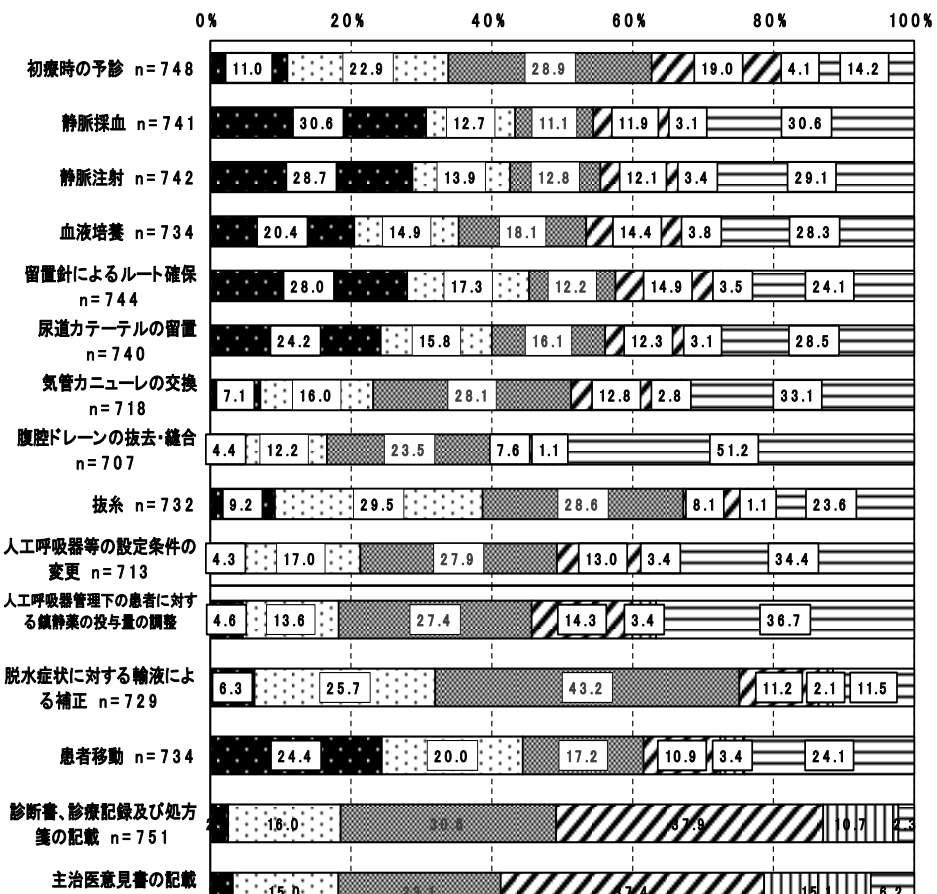 0% 20% 40% 60% 80% 100%
初療時の予診 n=748 11.0 22.9 28.9 19.0 4.1 14.2
静脈採血 n=741 30.6 12.7 11.1 11.9 3.1 30.6
静脈注射 n=742 28.7 13.9 12.8 12.1 3.4 29.1
血液培養 n=734 20.4 14.9 18.1 14.4 3.8 28.3
留置針によるルート確保
n=744 28.0 17.3 12.2 14.9 3.5 24.1
尿道カテーテルの留置
n=740 24.2 15.8 16.1 12.3 3.1 28.5
気管カニューレの交換
n=718 7.1 16.0 28.1 12.8 2.8 33.1
腹腔ドレーンの抜去・縫合
n=707 4.4 12.2 23.5 7.6 1.1 51.2
抜糸 n=732 9.2 29.5 28.6 8.1 1.1 23.6
人工呼吸器等の設定条件の
変更 n=713 4.3 17.0 27.9 13.0 3.4 34.4
人工呼吸器管理下の患者に対す
る鎮静薬の投与量の調整 4.6 13.6 27.4 14.3 3.4 36.7
脱水症状に対する輸液によ
る補正 n=729 6.3 25.7 43.2 11.2 2.1 11.5
患者移動 n=734 24.4 20.0 17.2 10.9 3.4 24.1
診断書、診療記録及び処方
箋の記載 n=751 16.0 30.6 37.9 10.7 2.3
主治医意見書の記載 15.0 23.1 37.4 15.1 6.2